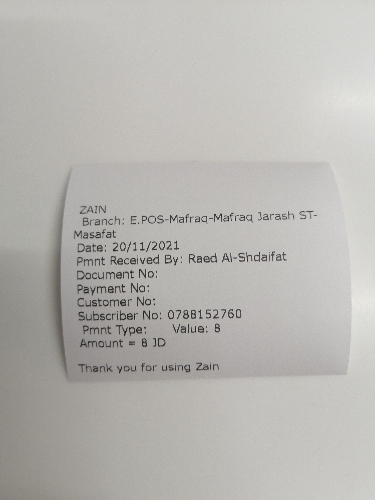 ZAIN
Branch: E.POS-Mafraq-Mafraq Jarash ST-
Masafat
Date: 20/11/2021
Pmnt Received By: Raed Al-Shdaifat
Document No:
Payment No:
Customer No:
Subscriber No: 0788152760
Pmnt Type: Value: 8
Amount = 8 JD
Thank you for using Zain